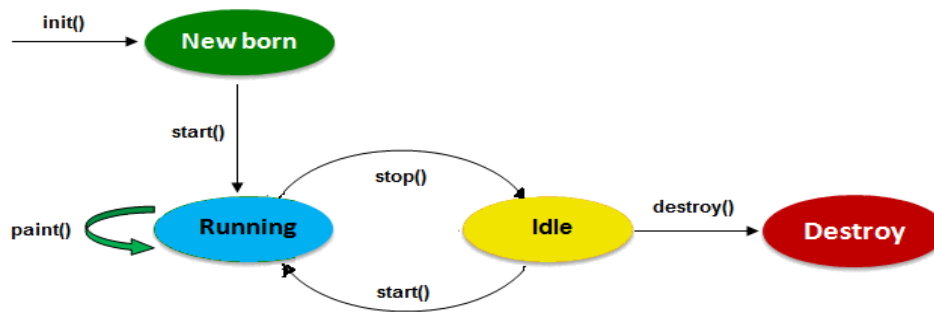 init()
New born
start()
stop()
paint()
Running
Idle
destroy()
Destroy
start()